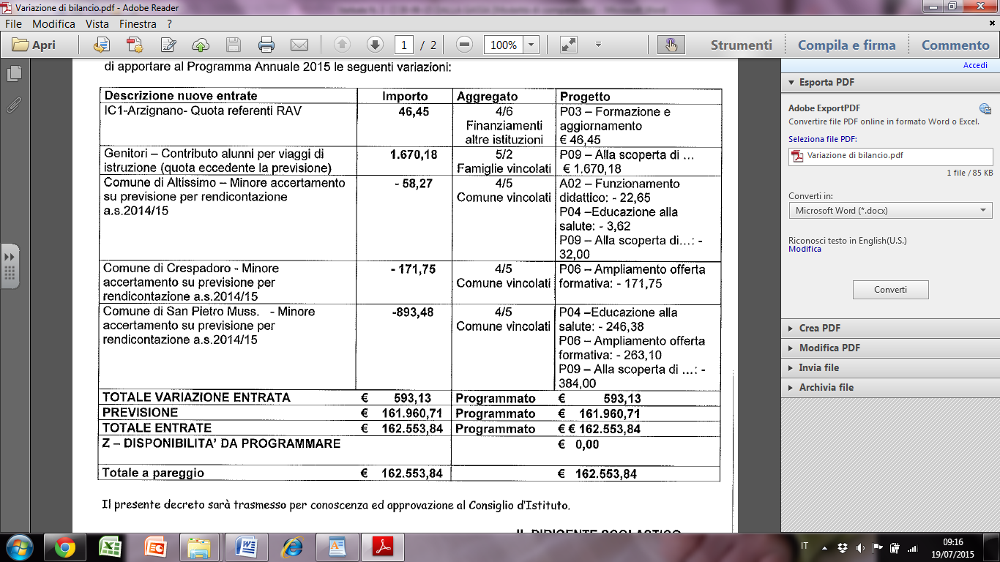 Variazione di bilancio.pdf - Adobe Reader
File Modifica Vista Finestra ?
Apri 1 / 2 100% Strumenti Compila e firma Commento
Accedi
di apportare al Programma Annuale 2015 le seguenti variazioni:
Descrizione nuove entrate Importo Aggregato Progetto
IC1-Arzignano- Quota referenti RAV 46,45 4/6 P03 – Formazione e
Finanziamenti aggiornamento
altre istituzioni € 46,45
Genitori – Contributo alunni per viaggi di 1.670,18 5/2 P09 – Alla scoperta di …
istruzione (quota eccedente la previsione) Famiglie vincolati € 1.670,18
Comune di Altissimo – Minore accertamento - 58,27 4/5 A02 – Funzionamento
su previsione per rendicontazione Comune vincolati didattico: - 22,65
a.s.2014/15 P04 –Educazione alla
salute: - 3,62
P09 – Alla scoperta di…: -
32,00
Comune di Crespadoro - Minore - 171,75 4/5 P06 – Ampliamento offerta
accertamento su previsione per Comune vincolati formativa: - 171,75
rendicontazione a.s.2014/15
Comune di San Pietro Muss. - Minore -893,48 4/5 P04 –Educazione alla
accertamento su previsione per Comune vincolati salute: - 246,38
rendicontazione a.s.2014/15 P06 – Ampliamento offerta
formativa: - 263,10
P09 – Alla scoperta di …: -
384,00
TOTALE VARIAZIONE ENTRATA € 593,13 Programmato € 593,13
PREVISIONE € 161.960,71 Programmato € 161.960,71
TOTALE ENTRATE € 162.553,84 Programmato € € 162.553,84
Z – DISPONIBILITA' DA PROGRAMMARE € 0,00
Totale a pareggio € 162.553,84 € 162.553,84
Il presente decreto sarà trasmesso per conoscenza ed approvazione al Consiglio d'Istituto.
IL DIRIGENTE SCOLASTICO
Esporta PDF
Adobe ExportPDF
Convertire file PDF online in formato Word o Excel.
Seleziona file PDF:
Variazione di bilancio.pdf
1 file / 85 KB
Converti in:
Microsoft Word (*.docx)
Riconosci testo in English(U.S.)
Modifica
Converti
Crea PDF
Modifica PDF
Invia file
Archivia file
IT 09:16
19/07/2015